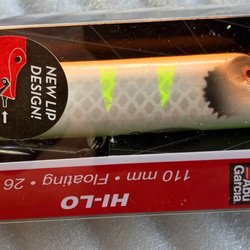 NEW LIP
DESIGN!
HI-LO
110 mm • Floating • 26
Abu
Garcia